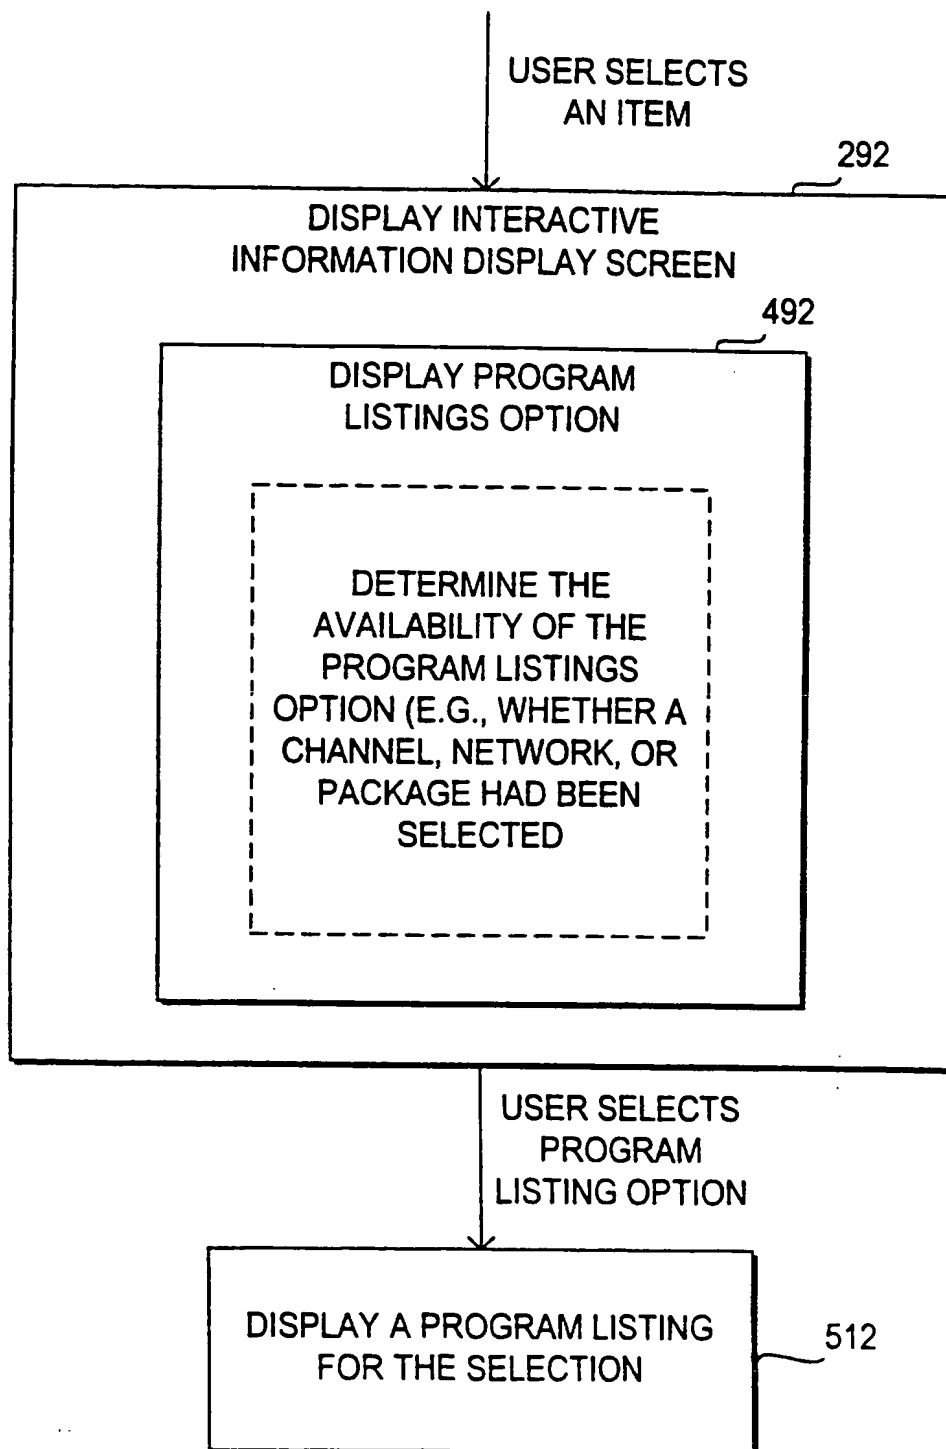 USER SELECTS
AN ITEM
292
DISPLAY INTERACTIVE
INFORMATION DISPLAY SCREEN
492
DISPLAY PROGRAM
LISTINGS OPTION
DETERMINE THE
AVAILABILITY OF THE
PROGRAM LISTINGS
OPTION (E.G., WHETHER A
CHANNEL, NETWORK, OR
PACKAGE HAD BEEN
SELECTED
USER SELECTS
PROGRAM
LISTING OPTION
DISPLAY A PROGRAM LISTING
FOR THE SELECTION
512